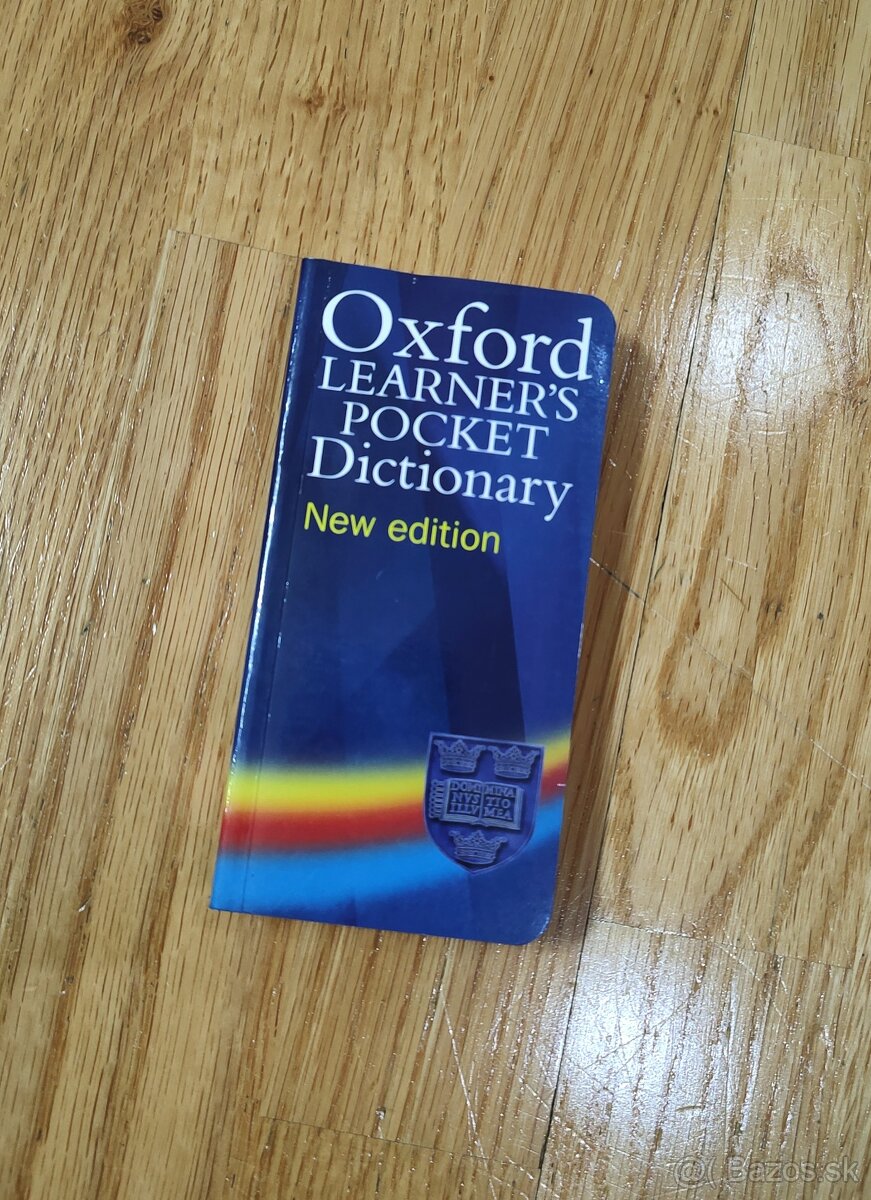 Oxford
LEARNER'S
POCKET
Dictionary
New edition
DOMI MINA
NVS TIO
ILLV MEA
@ Bazos.sk